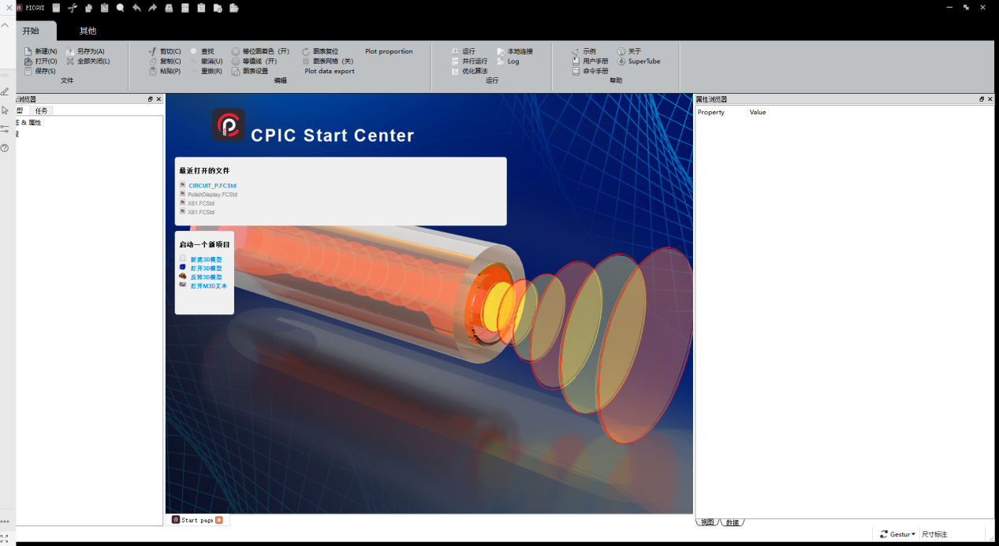 PICGUI
开始 其他
新建(N) 另存为(A)
打开(O) 全部关闭(L)
保存(S)
文件
剪切(C) 查找 等位图着色（开） 图表复位 Plot proportion
复制(C) 撤消(U) 等值线（开） 图表网格（关）
粘贴(P) 重做(R) 图表设置 Plot data export
编辑
运行 本地连接
并行运行 Log
优化算法
运行
示例 关于
用户手册 SuperTube
命令手册
帮助
浏览器
型 任务
& 属性
CPIC Start Center
最近打开的文件
CIRCUIT_P.FCStd
PolishDisplay.FCStd
X81.FCStd
X81.FCStd
启动一个新项目
新建3D模型
打开3D模型
反转3D模型
打开M3D文本
Start page
属性浏览器
Property Value
视图 数据
Gestur 尺寸标注